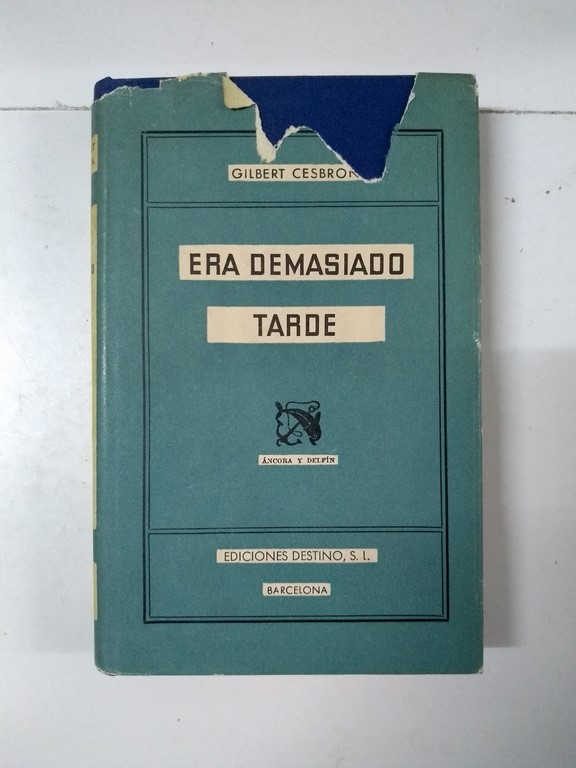 GILBERT CESBRON
ERA DEMASIADO
TARDE
ÁNCORA Y DELFÍN
EDICIONES DESTINO, S. L.
BARCELONA